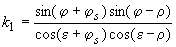 k₁ = sin(φ + φₛ) sin(φ − ρ) / cos(ε + φₛ) cos(ε − ρ)